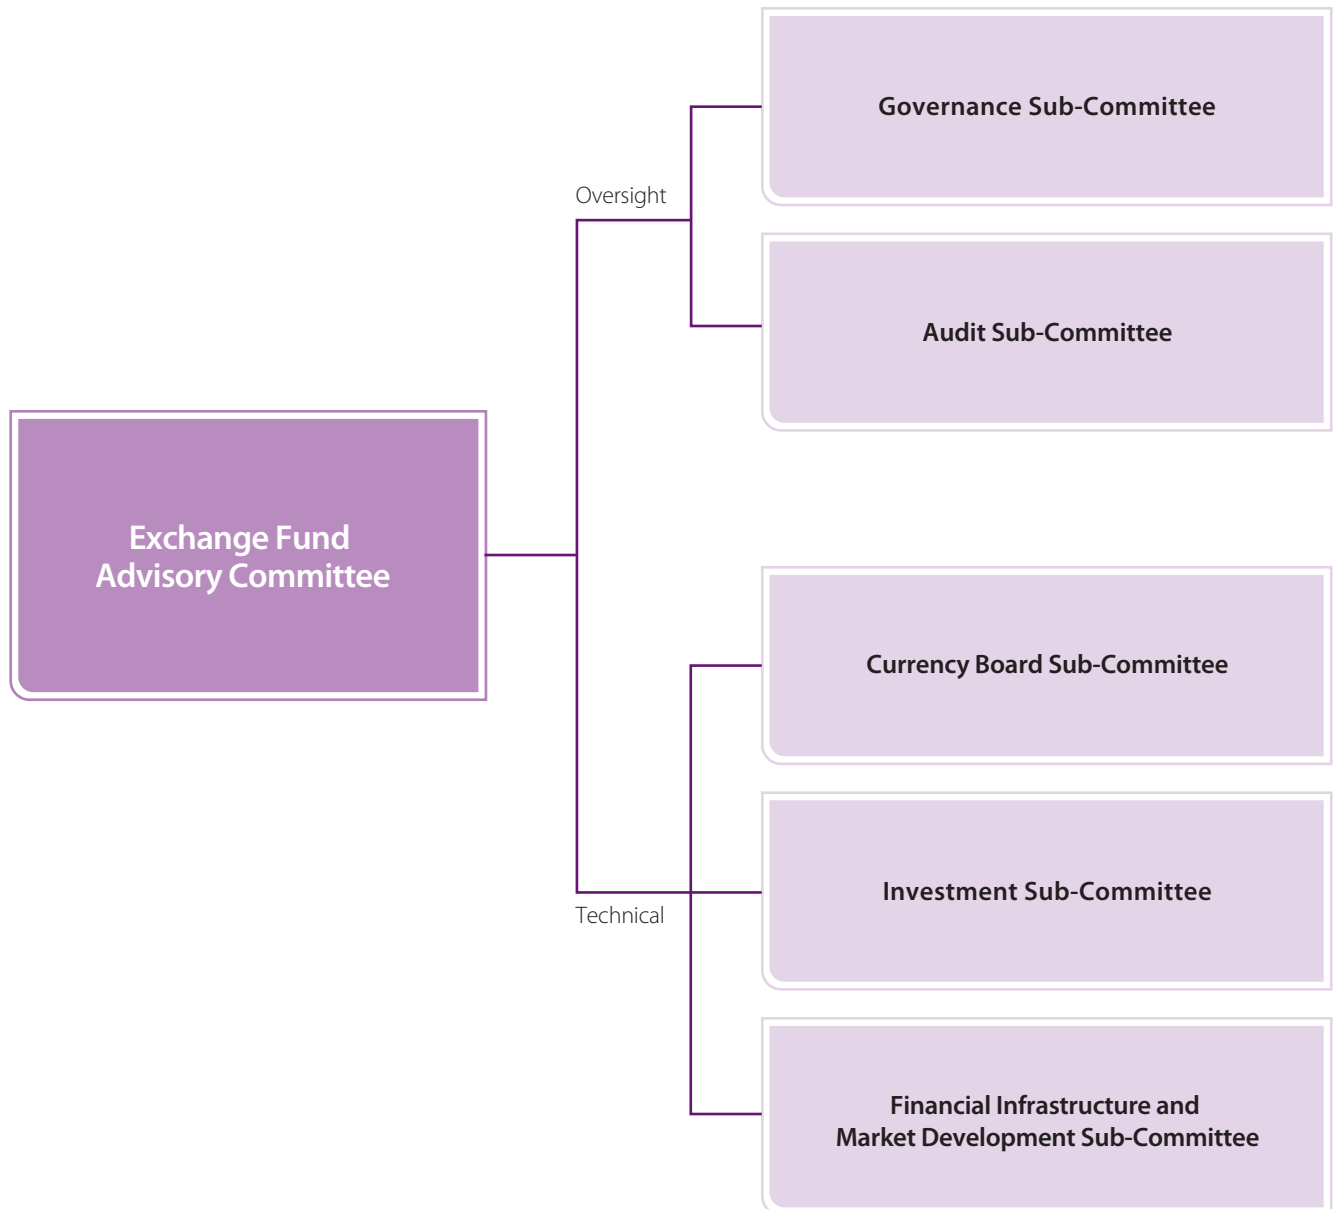 Governance Sub-Committee
Oversight
Audit Sub-Committee
Exchange Fund
Advisory Committee
Currency Board Sub-Committee
Investment Sub-Committee
Technical
Financial Infrastructure and
Market Development Sub-Committee